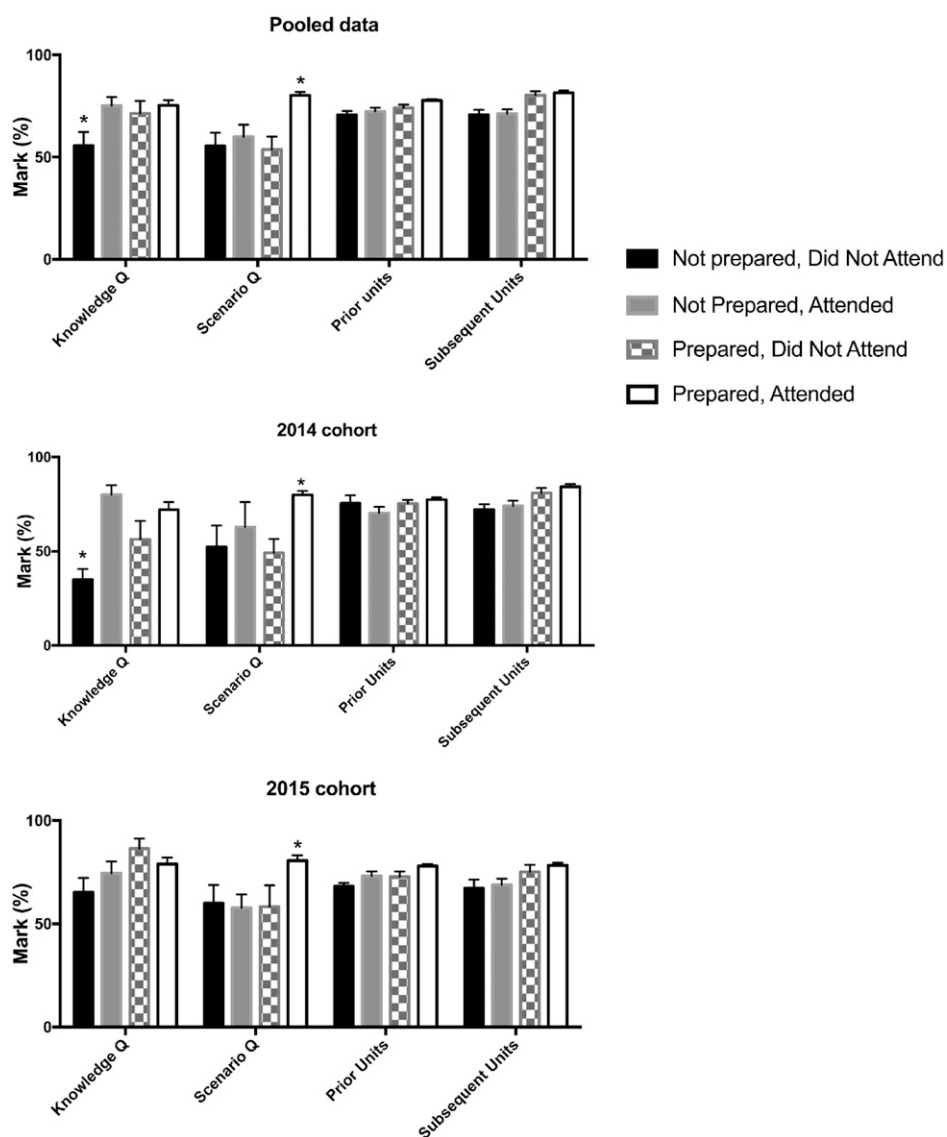 Pooled data
*
*
100
50
0
Mark (%)
Knowledge Q
Scenario Q
Prior units
Subsequent Units
Not prepared, Did Not Attend
Not Prepared, Attended
Prepared, Did Not Attend
Prepared, Attended
2014 cohort
*
*
100
50
0
Mark (%)
Knowledge Q
Scenario Q
Prior Units
Subsequent Units
2015 cohort
*
100
50
0
Mark (%)
Knowledge Q
Scenario Q
Prior Units
Subsequent Units